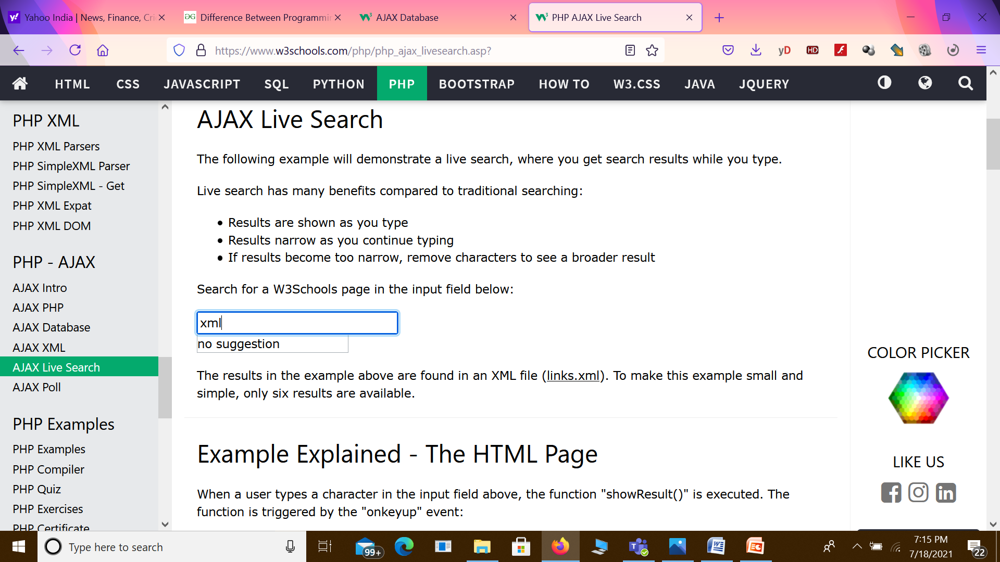 Yahoo India | News, Finance, Cri
Difference Between Programmin
AJAX Database
PHP AJAX Live Search
https://www.w3schools.com/php/php_ajax_livesearch.asp?
yD
HD
HTML CSS JAVASCRIPT SQL PYTHON PHP BOOTSTRAP HOW TO W3.CSS JAVA JQUERY
PHP XML
PHP XML Parsers
PHP SimpleXML Parser
PHP SimpleXML - Get
PHP XML Expat
PHP XML DOM
PHP - AJAX
AJAX Intro
AJAX PHP
AJAX Database
AJAX XML
AJAX Live Search
AJAX Poll
PHP Examples
PHP Examples
PHP Compiler
PHP Quiz
PHP Exercises
PHP Certificate
AJAX Live Search
The following example will demonstrate a live search, where you get search results while you type.
Live search has many benefits compared to traditional searching:
• Results are shown as you type
• Results narrow as you continue typing
• If results become too narrow, remove characters to see a broader result
Search for a W3Schools page in the input field below:
xml
no suggestion
The results in the example above are found in an XML file (links.xml). To make this example small and
simple, only six results are available.
Example Explained - The HTML Page
When a user types a character in the input field above, the function "showResult()" is executed. The
function is triggered by the "onkeyup" event:
COLOR PICKER
LIKE US
Type here to search
99+
7:15 PM
7/18/2021
22